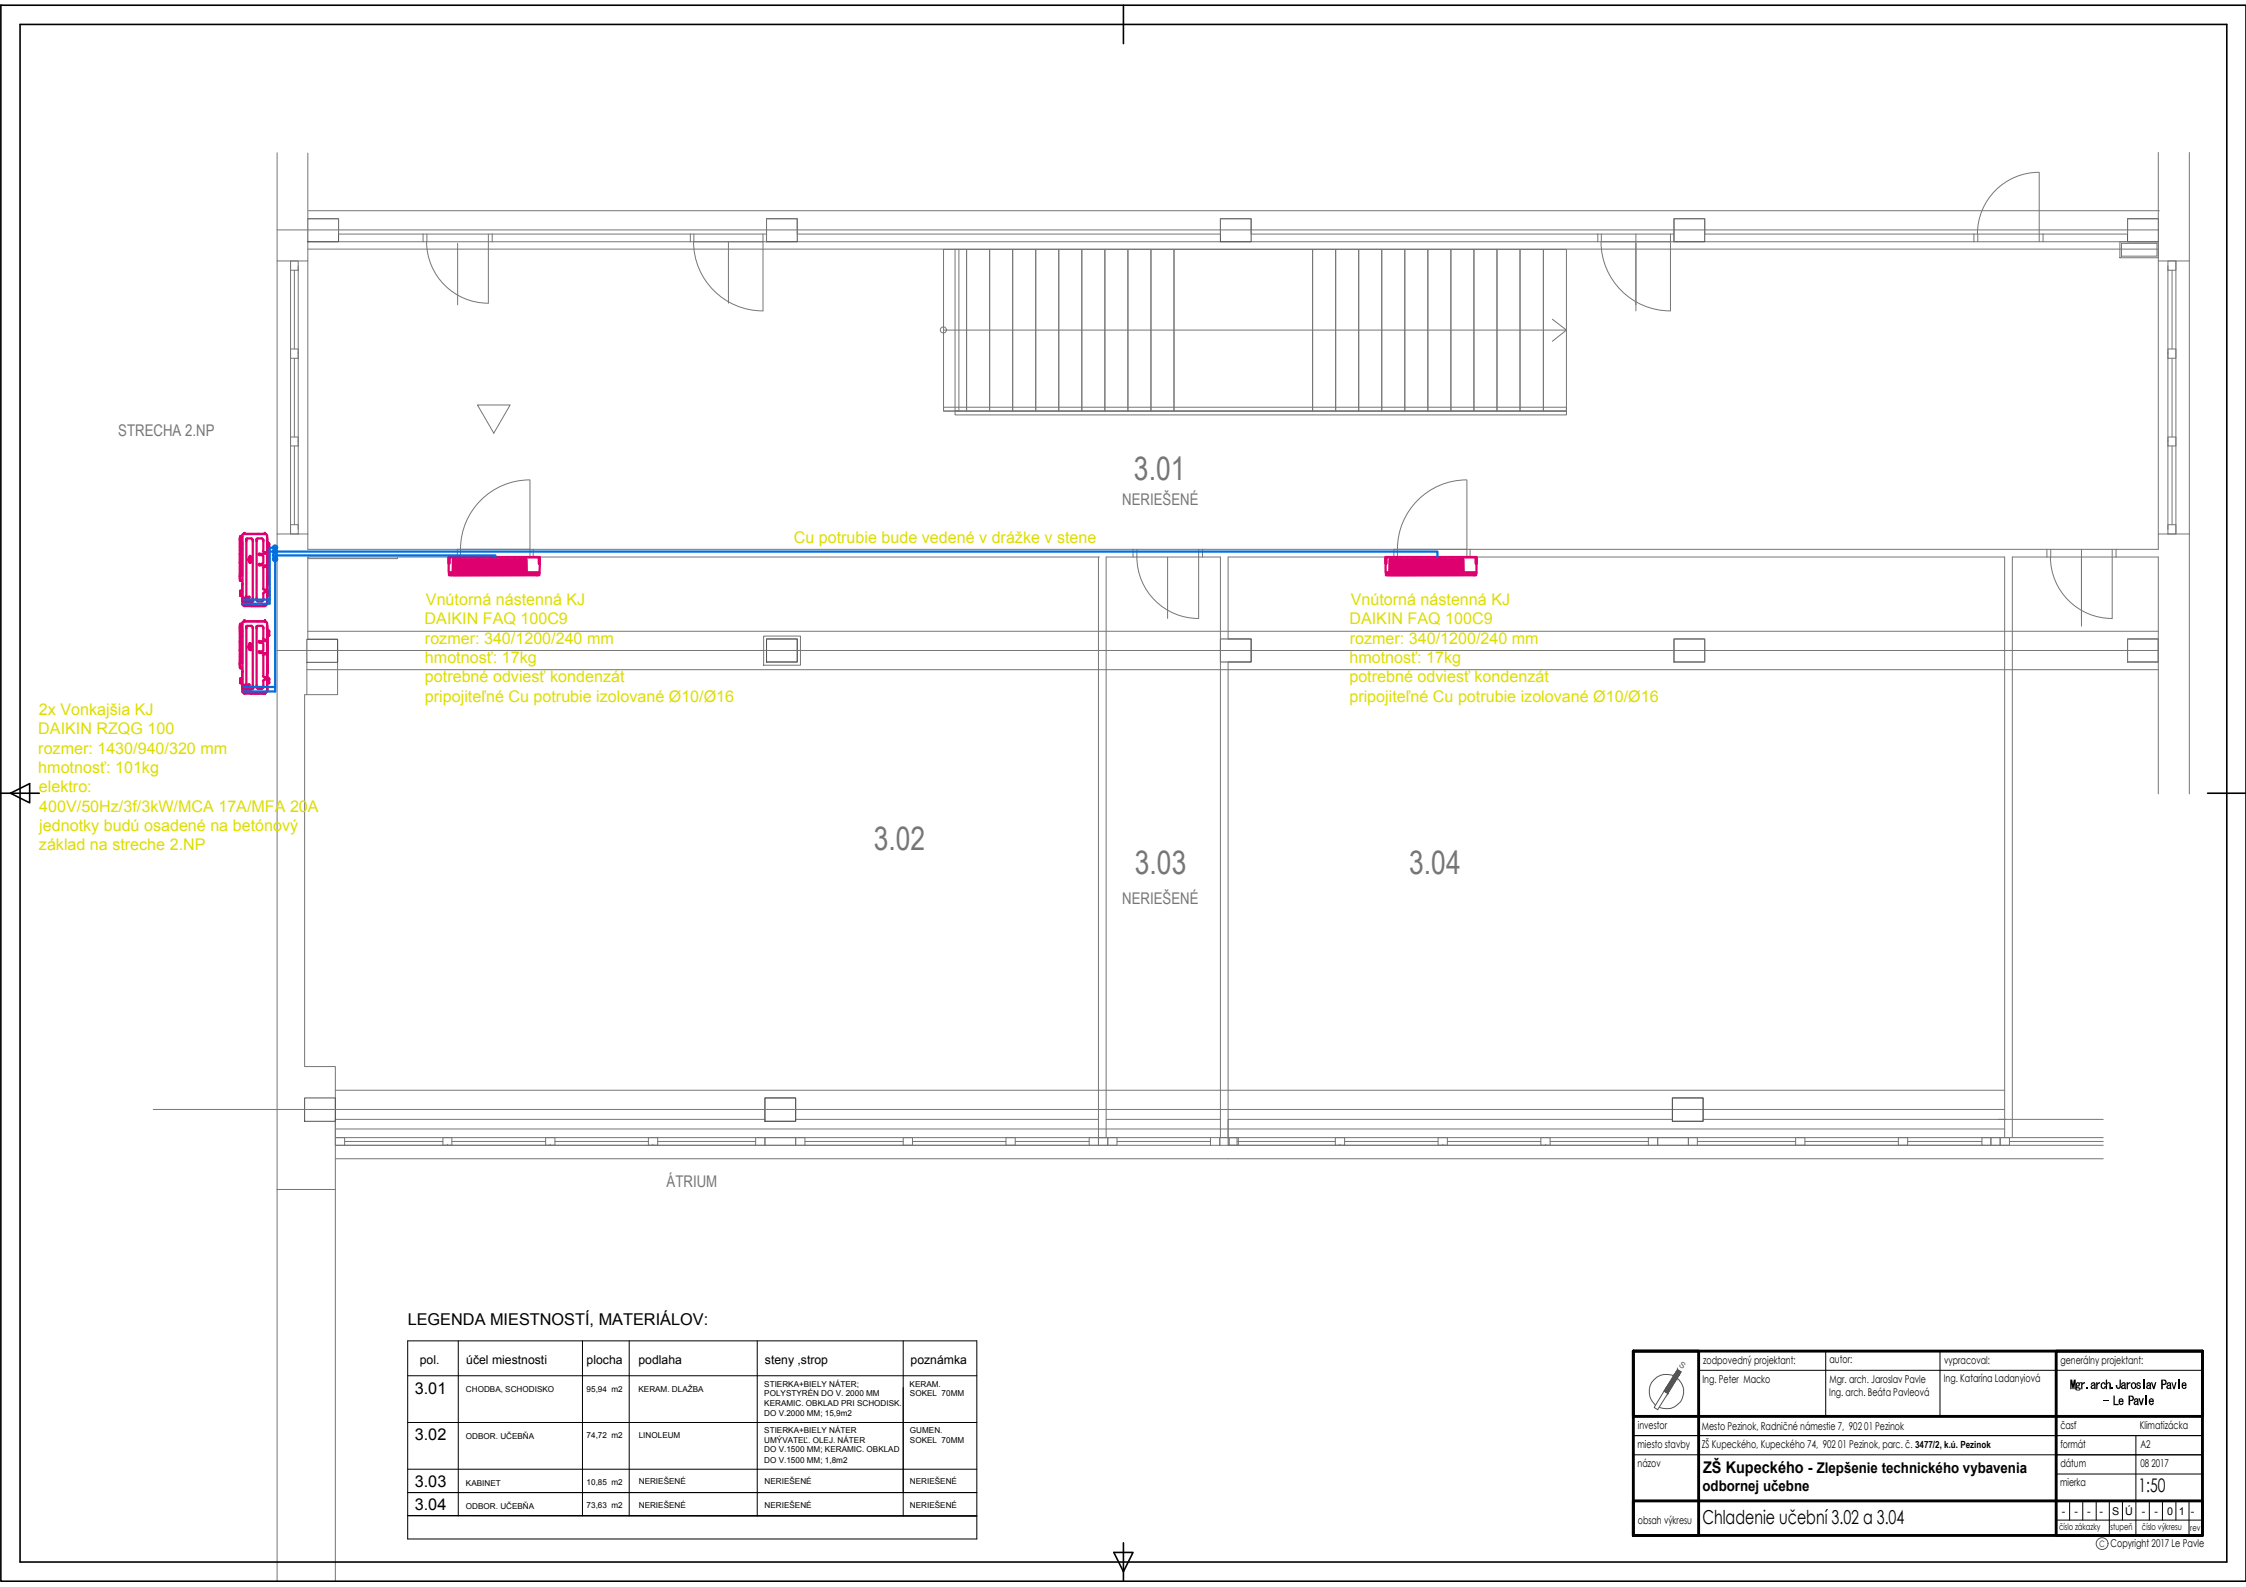 STRECHA 2.NP
3.01
NERIEŠENÉ
Cu potrubie bude vedené v drážke v stene
Vnútorná nástenná KJ
DAIKIN FAQ 100C9
rozmer: 340/1200/240 mm
hmotnosť: 17kg
potrebné odviesť kondenzát
pripojiteľné Cu potrubie izolované Ø10/Ø16
Vnútorná nástenná KJ
DAIKIN FAQ 100C9
rozmer: 340/1200/240 mm
hmotnosť: 17kg
potrebné odviesť kondenzát
pripojiteľné Cu potrubie izolované Ø10/Ø16
2x Vonkajšia KJ
DAIKIN RZQG 100
rozmer: 1430/940/320 mm
hmotnosť: 101kg
elektro:
400V/50Hz/3f/3kW/MCA 17A/MFA 20A
jednotky budú osadené na betónový
základ na streche 2.NP
3.02
3.03
NERIEŠENÉ
3.04
ÁTRIUM
LEGENDA MIESTNOSTÍ, MATERIÁLOV:
pol. účel miestnosti plocha podlaha steny ,strop poznámka
3.01 CHODBA, SCHODISKO 95,94 m2 KERAM. DLAŽBA
STIERKA+BIELY NÁTER;
POLYSTYRÉN DO V. 2000 MM
KERAMIC. OBKLAD PRI SCHODISK.
DO V.2000 MM; 15,9m2
KERAM.
SOKEL 70MM
3.02 ODBOR. UČEBŇA 74,72 m2 LINOLEUM
STIERKA+BIELY NÁTER
UMÝVATEĽ. OLEJ. NÁTER
DO V.1500 MM; KERAMIC. OBKLAD
DO V.1500 MM; 1,8m2
GUMEN.
SOKEL 70MM
3.03 KABINET 10,85 m2 NERIEŠENÉ NERIEŠENÉ NERIEŠENÉ
3.04 ODBOR. UČEBŇA 73,63 m2 NERIEŠENÉ NERIEŠENÉ NERIEŠENÉ
S
zodpovedný projektant: autor: vypracoval: generálny projektant:
Ing. Peter Macko
Mgr. arch. Jaroslav Pavle
Ing. arch. Beáta Pavleová
Ing. Katarína Ladanyiová
Mgr. arch. Jaroslav Pavle
– Le Pavle
investor Mesto Pezinok, Radničné námestie 7, 902 01 Pezinok
časť Klimatizácka
miesto stavby ZŠ Kupeckého, Kupeckého 74, 902 01 Pezinok, parc. č. 3477/2, k.ú. Pezinok
formát A2
názov ZŠ Kupeckého - Zlepšenie technického vybavenia
odbornej učebne
dátum 08 2017
mierka 1:50
obsah výkresu Chladenie učební 3.02 a 3.04
- - - - S Ú - - 0 1 -
číslo zákazky stupeň číslo výkresu rev
© Copyright 2017 Le Pavle